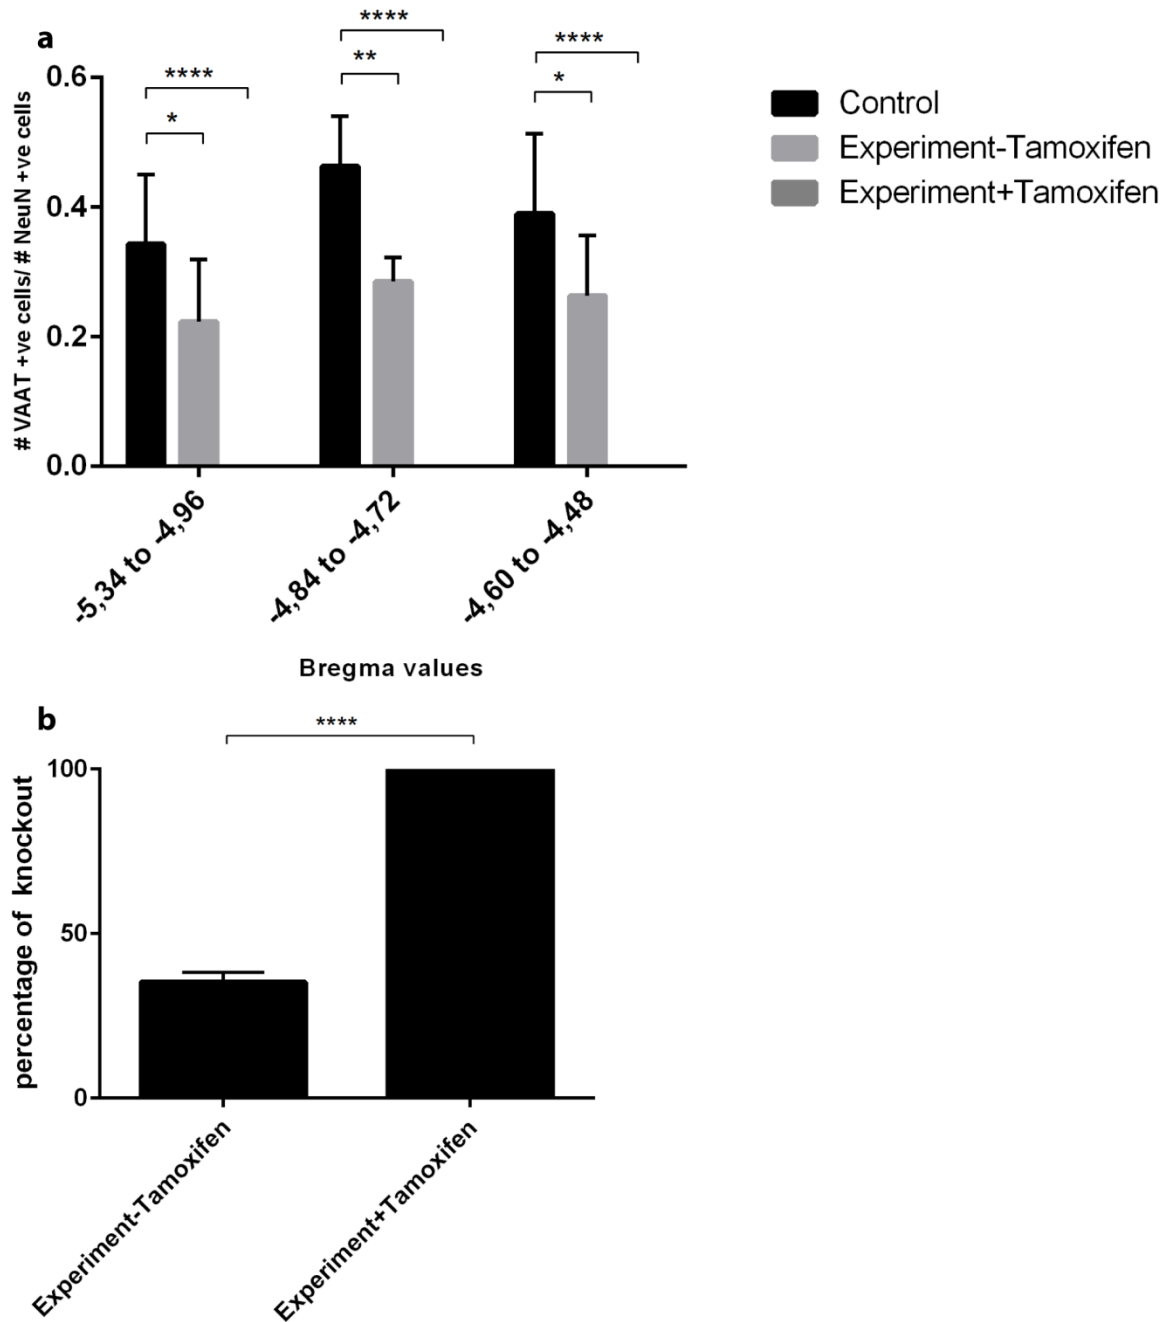 a
****
*
****
**
****
*
# VAAT +ve cells/ # NeuN +ve cells
0.6
0.4
0.2
0.0
-5,34 to -4,96
-4,84 to -4,72
-4,60 to -4,48
Bregma values
Control
Experiment-Tamoxifen
Experiment+Tamoxifen
b
****
percentage of knockout
100
50
0
Experiment-Tamoxifen
Experiment+Tamoxifen